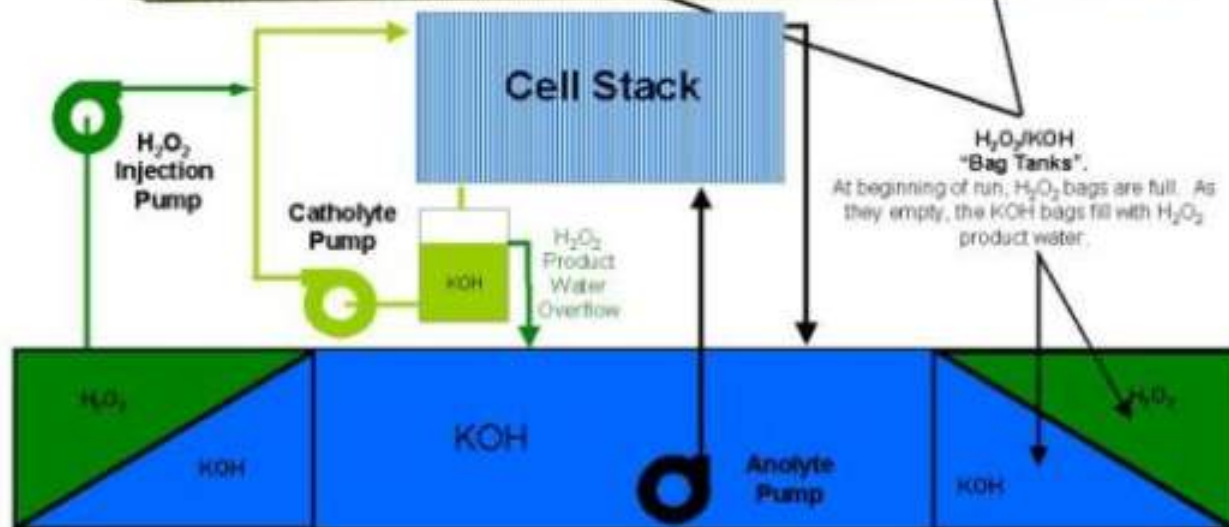 Cell Stack
H₂O₂
Injection
Pump
Catholyte
Pump
KOH
H₂O₂
Product
Water
Overflow
H₂O₂/KOH
"Bag Tanks".
At beginning of run, H₂O₂ bags are full. As
they empty, the KOH bags fill with H₂O₂
product water.
H₂O₂
KOH
KOH
Anolyte
Pump
KOH
H₂O₂